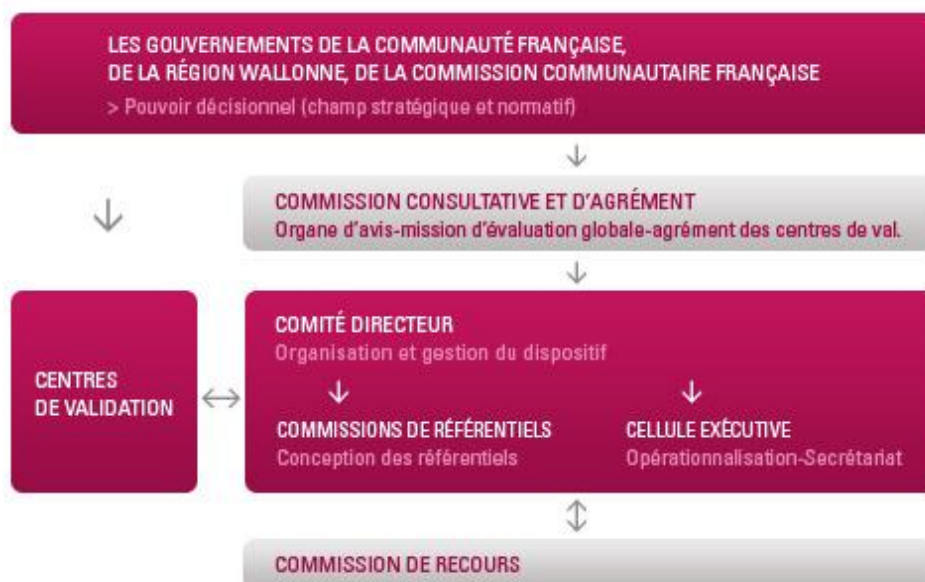 LES GOUVERNEMENTS DE LA COMMUNAUTÉ FRANÇAISE,
DE LA RÉGION WALLONNE, DE LA COMMISSION COMMUNAUTAIRE FRANÇAISE
> Pouvoir décisionnel (champ stratégique et normatif)
COMMISSION CONSULTATIVE ET D'AGRÉMENT
Organe d'avis-mission d'évaluation globale-agrément des centres de val.
CENTRES
DE VALIDATION
COMITÉ DIRECTEUR
Organisation et gestion du dispositif
COMMISSIONS DE RÉFÉRENTIELS
Conception des référentiels
CELLULE EXÉCUTIVE
Opérationnalisation-Secrétariat
COMMISSION DE RECOURS